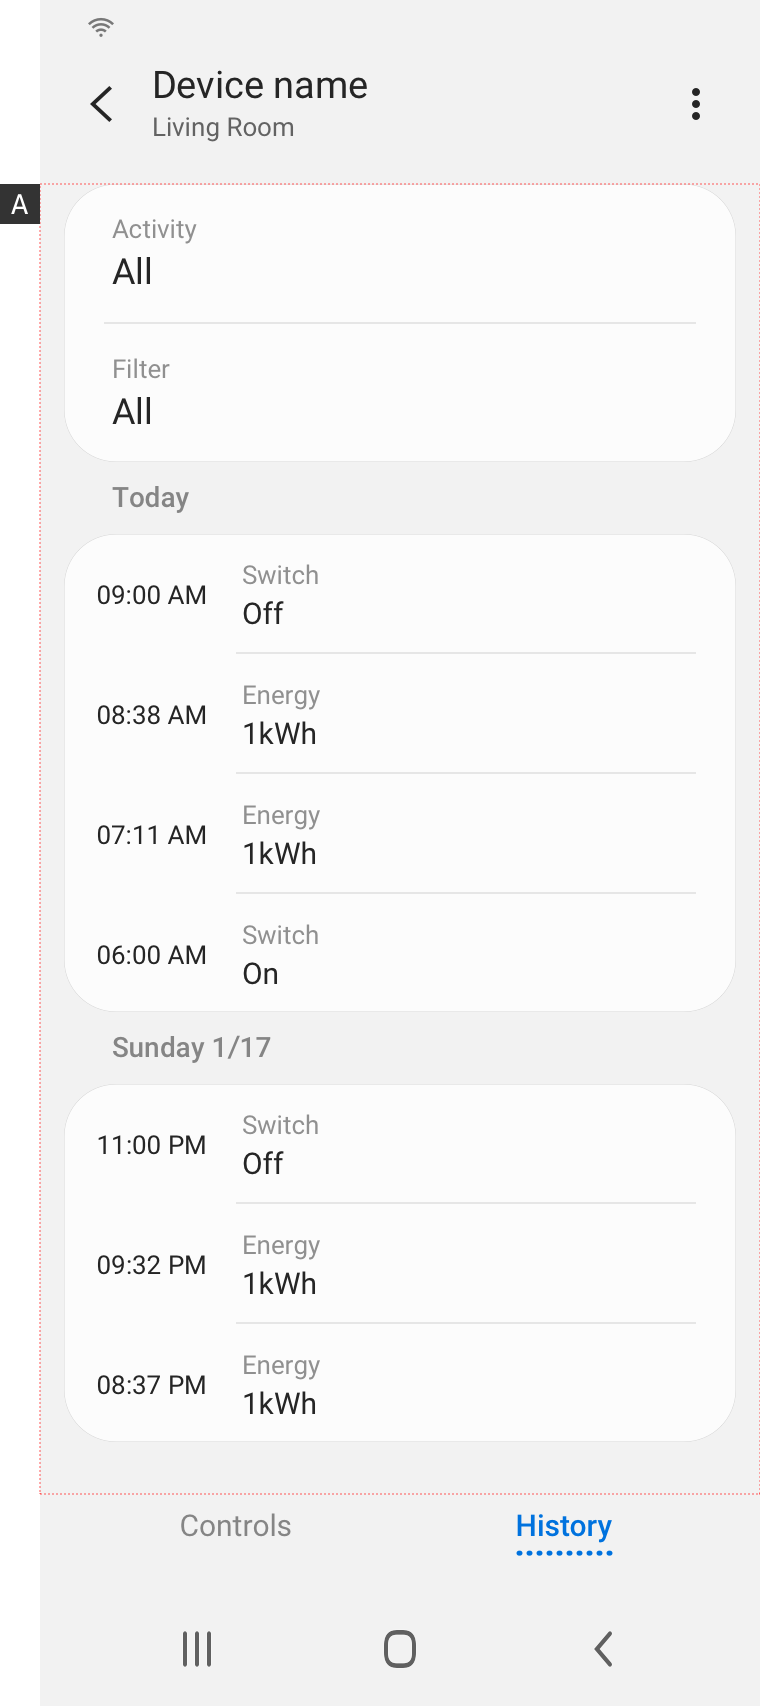 Device name
Living Room
A
Activity
All
Filter
All
Today
09:00 AM
Switch
Off
08:38 AM
Energy
1kWh
07:11 AM
Energy
1kWh
06:00 AM
Switch
On
Sunday 1/17
11:00 PM
Switch
Off
09:32 PM
Energy
1kWh
08:37 PM
Energy
1kWh
Controls
History